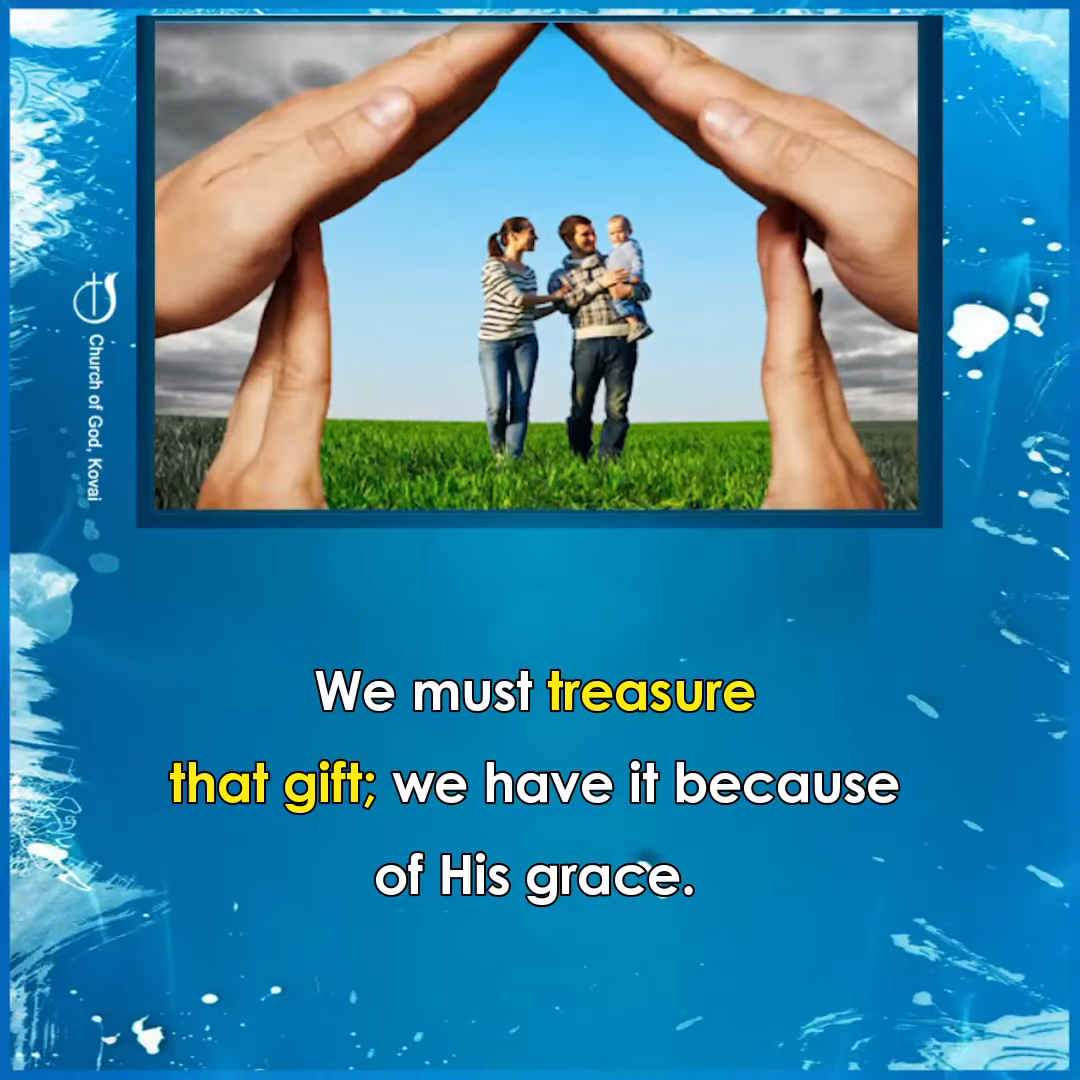 Church of God, Kovai
We must treasure
that gift; we have it because
of His grace.